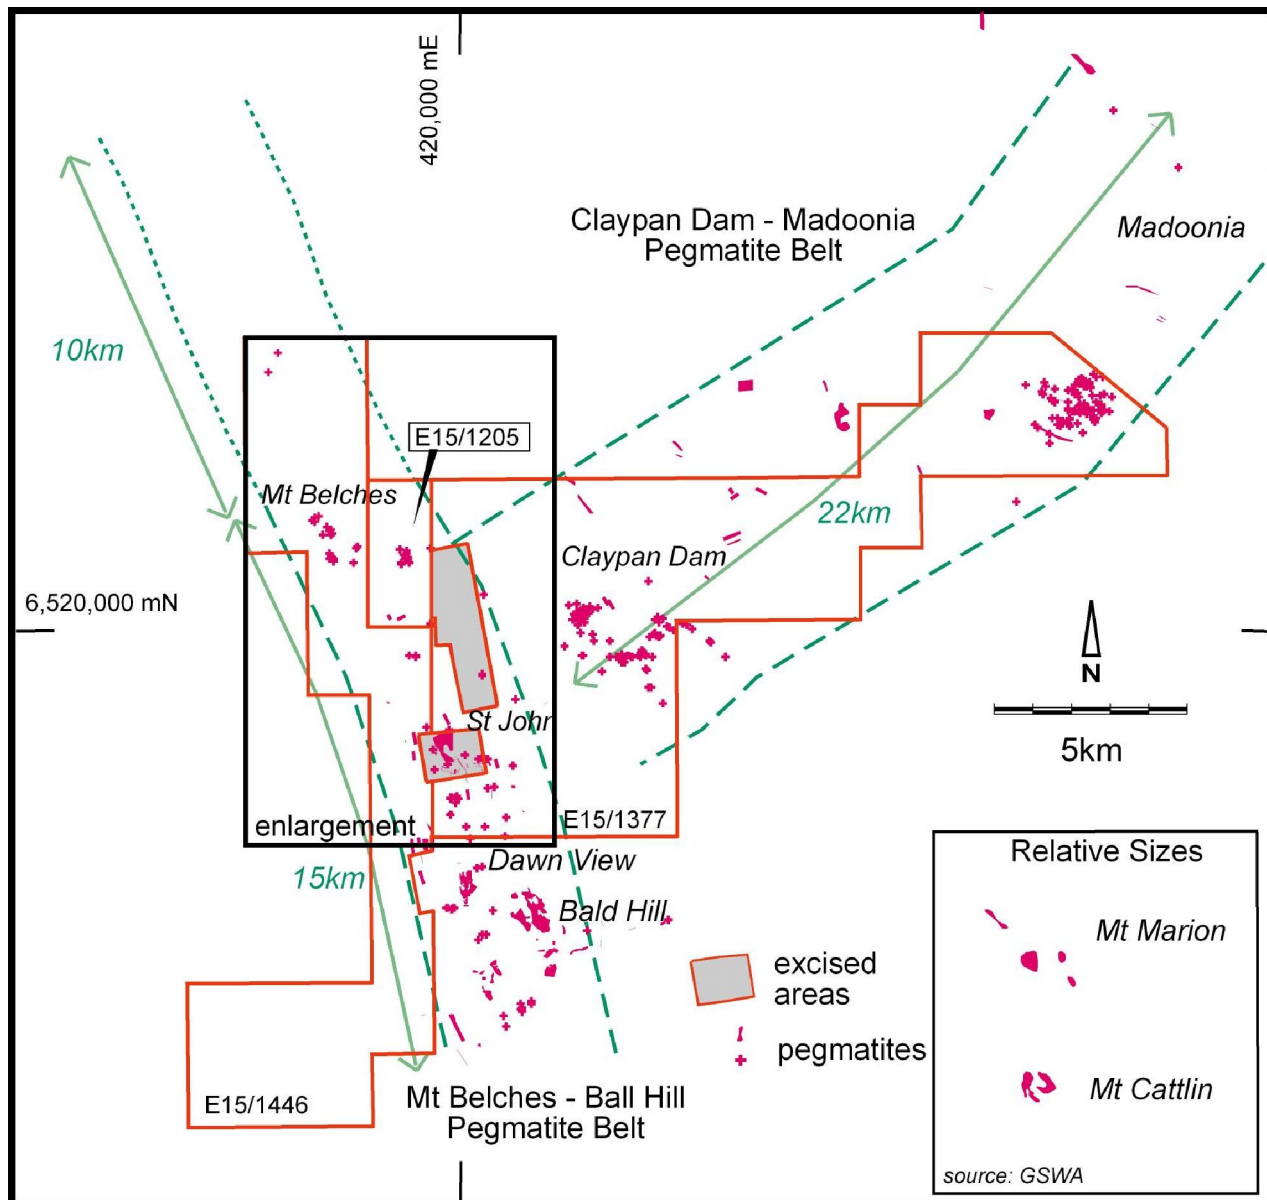 420,000 mE
Claypan Dam - Madoonia
Pegmatite Belt
Madoonia
10km
E15/1205
Mt Belches
22km
Claypan Dam
6,520,000 mN
N
5km
St John
enlargement
E15/1377
15km
Dawn View
Bald Hill
excised
areas
pegmatites
E15/1446
Mt Belches - Ball Hill
Pegmatite Belt
Relative Sizes
Mt Marion
Mt Cattlin
source: GSWA